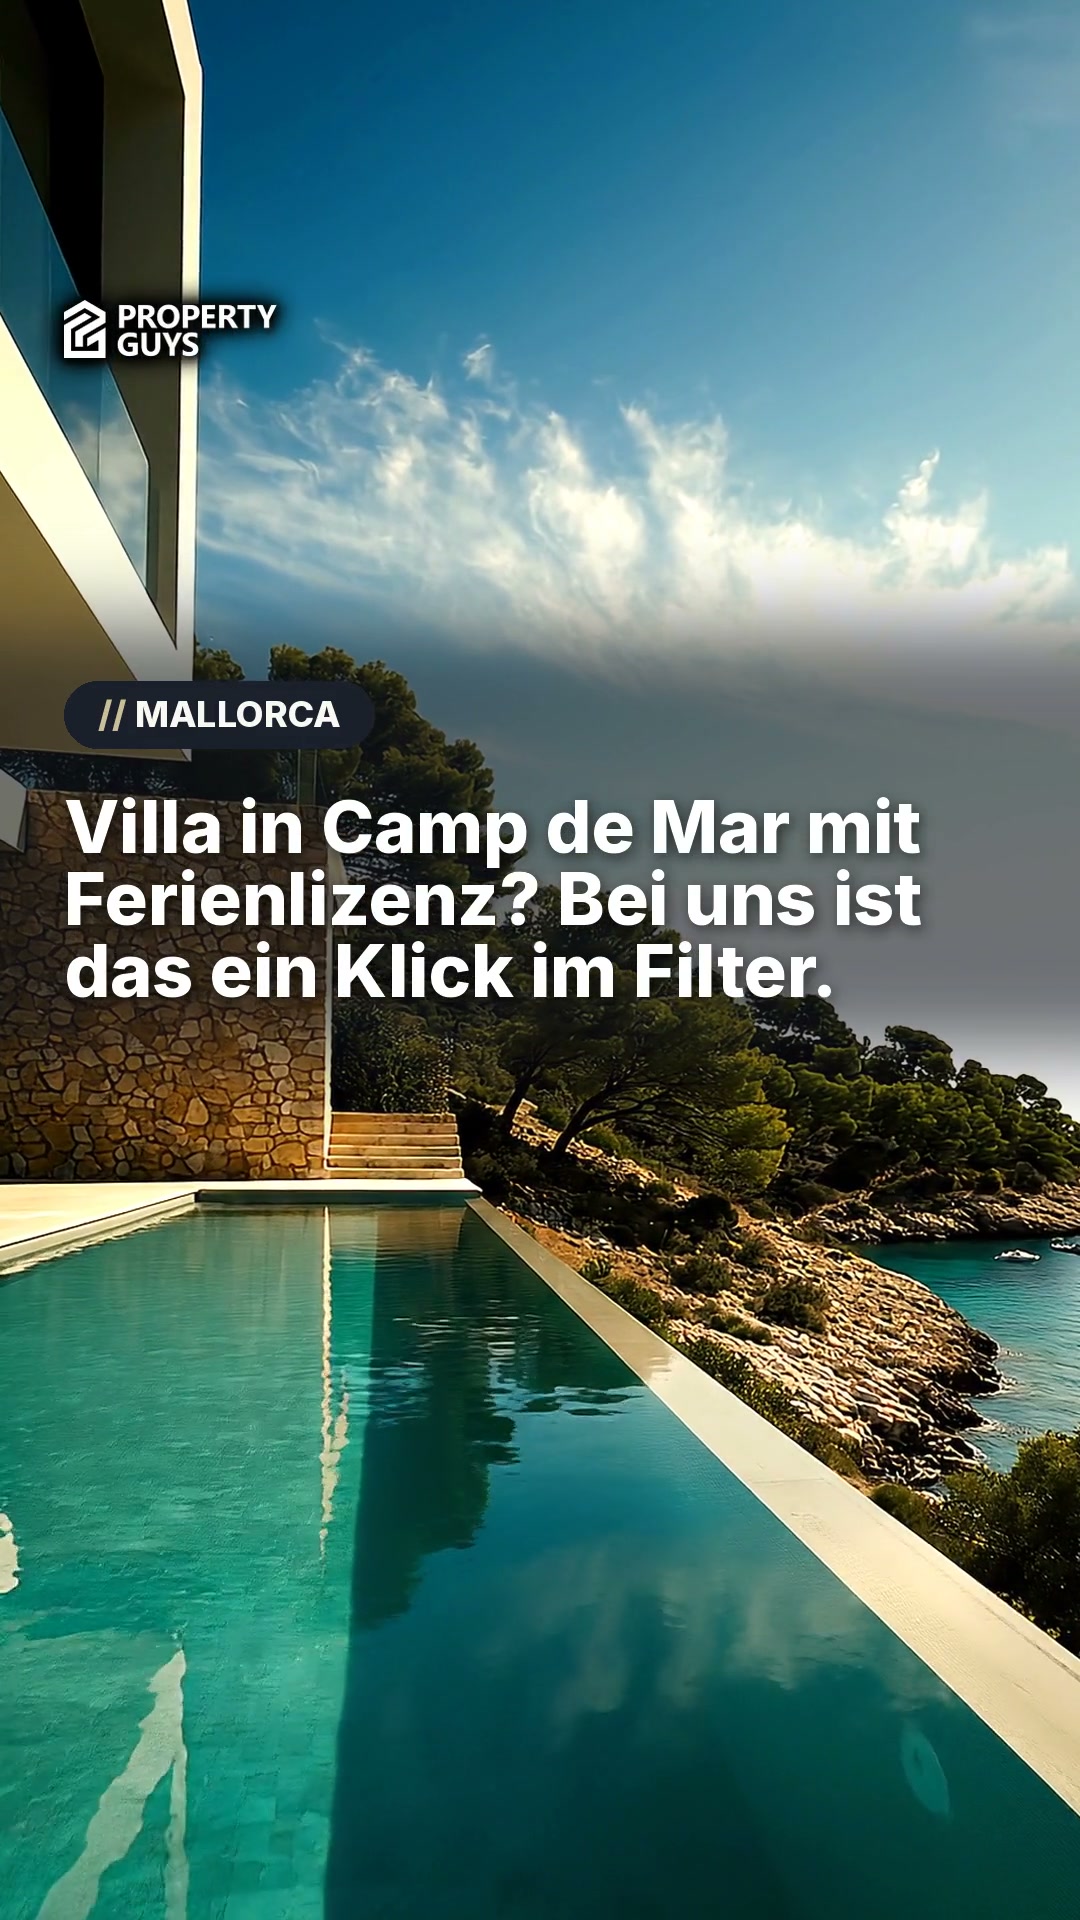 PROPERTY
GUYS
// MALLORCA
Villa in Camp de Mar mit
Ferienlizenz? Bei uns ist
das ein Klick im Filter.